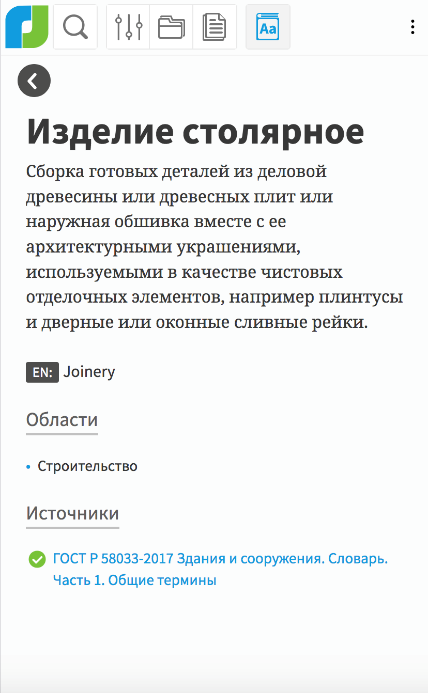 Aa
Изделие столярное
Сборка готовых деталей из деловой
древесины или древесных плит или
наружная обшивка вместе с ее
архитектурными украшениями,
используемыми в качестве чистовых
отделочных элементов, например плинтусы
и дверные или оконные сливные рейки.
EN: Joinery
Области
• Строительство
Источники
ГОСТ Р 58033-2017 Здания и сооружения. Словарь.
Часть 1. Общие термины